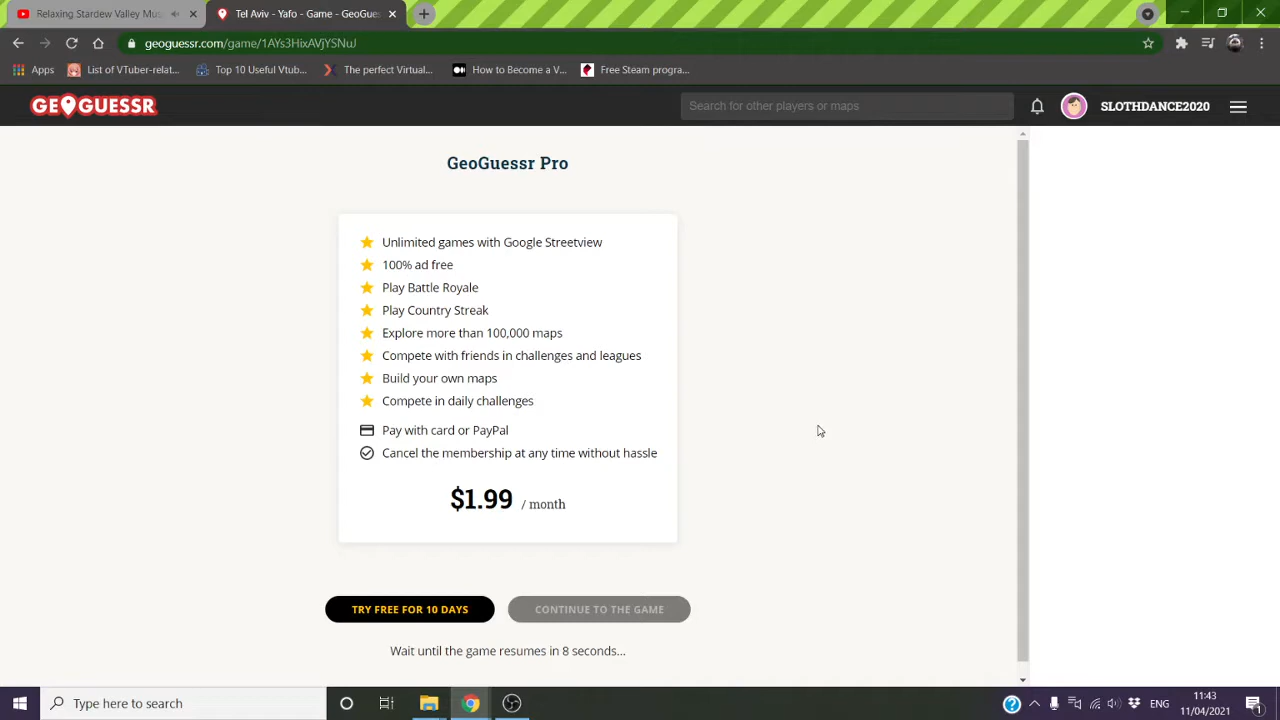 Relaxing Stardew Valley Mus
Tel Aviv - Yafo - Game - GeoGues
geoguessr.com/game/1AYs3HixAVjYSNuJ
Apps
List of VTuber-relat...
Top 10 Useful Vtub...
The perfect Virtual...
How to Become a V...
Free Steam progra...
GEOGUESSR
Search for other players or maps
SLOTHDANCE2020
GeoGuessr Pro
Unlimited games with Google Streetview
100% ad free
Play Battle Royale
Play Country Streak
Explore more than 100,000 maps
Compete with friends in challenges and leagues
Build your own maps
Compete in daily challenges
Pay with card or PayPal
Cancel the membership at any time without hassle
$1.99 / month
TRY FREE FOR 10 DAYS
CONTINUE TO THE GAME
Wait until the game resumes in 8 seconds...
Type here to search
ENG
11:43
11/04/2021
1